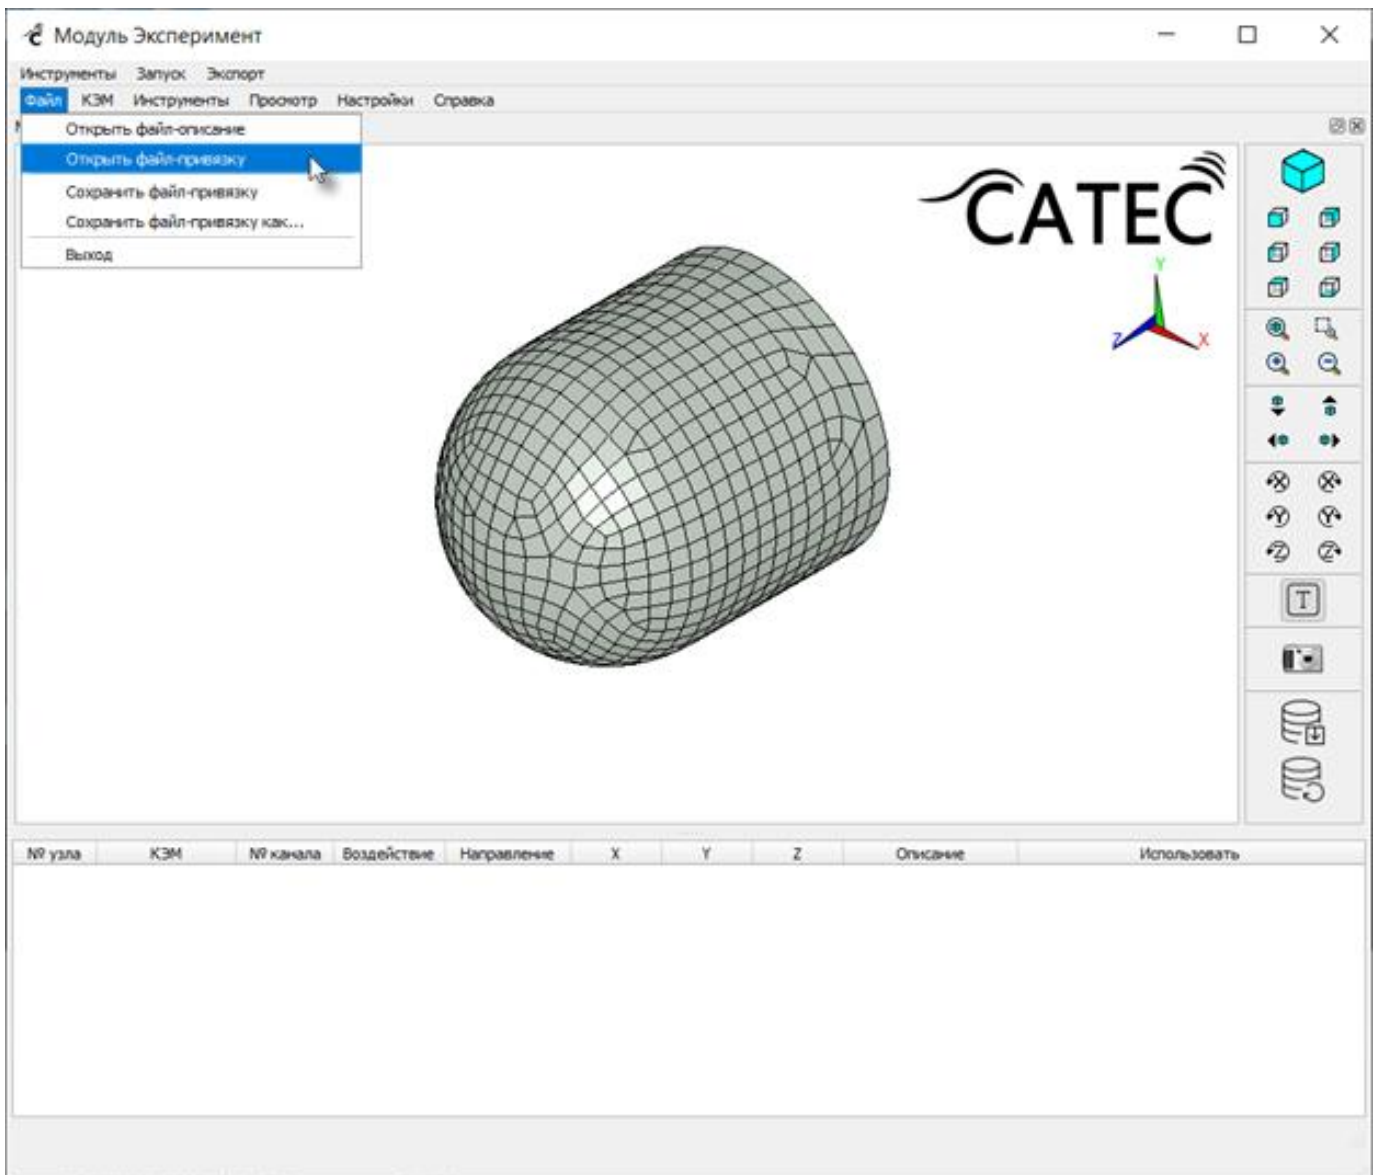 Модуль Эксперимент
Инструменты Запуск Экспорт
Файл КЭМ Инструменты Просмотр Настройки Справка
Открыть файл-описание
Открыть файл-привязку
Сохранить файл-привязку
Сохранить файл-привязку как...
Выход
CATEC
Y
Z X
X X
Y Y
Z Z
T
№ узла КЭМ № канала Воздействие Направление X Y Z Описание Использовать